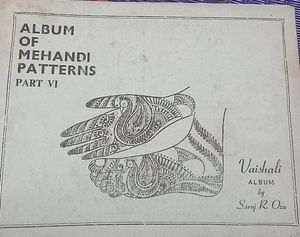 ALBUM
OF
MEHANDI
PATTERNS
PART VI
Vaishali
ALBUM
by
Saroj R. Oza